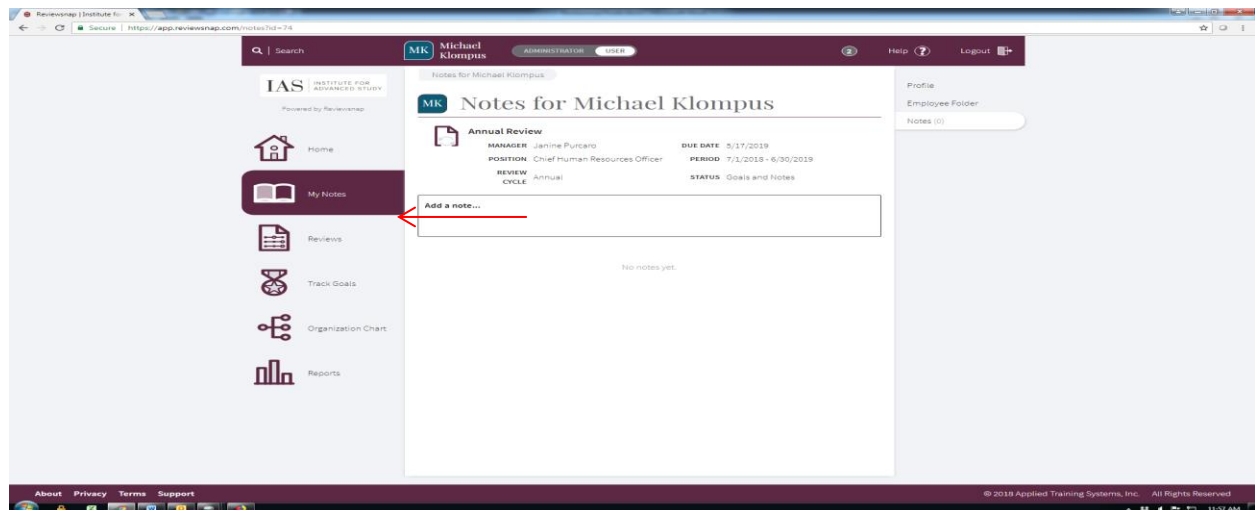 Reviewsnap | Institute fo
Secure | https://app.reviewsnap.com/notes?id=74
Search
MK Michael Klompus
ADMINISTRATOR USER
2
Help ?
Logout
IAS INSTITUTE FOR ADVANCED STUDY
Powered by Reviewsnap
Home
My Notes
Reviews
Track Goals
Organization Chart
Reports
Notes for Michael Klompus
MK Notes for Michael Klompus
Annual Review
MANAGER Janine Purcaro DUE DATE 5/17/2019
POSITION Chief Human Resources Officer PERIOD 7/1/2018 - 6/30/2019
REVIEW CYCLE Annual STATUS Goals and Notes
Add a note...
No notes yet.
Profile
Employee Folder
Notes (0)
About Privacy Terms Support
© 2018 Applied Training Systems, Inc. All Rights Reserved
11:57 AM